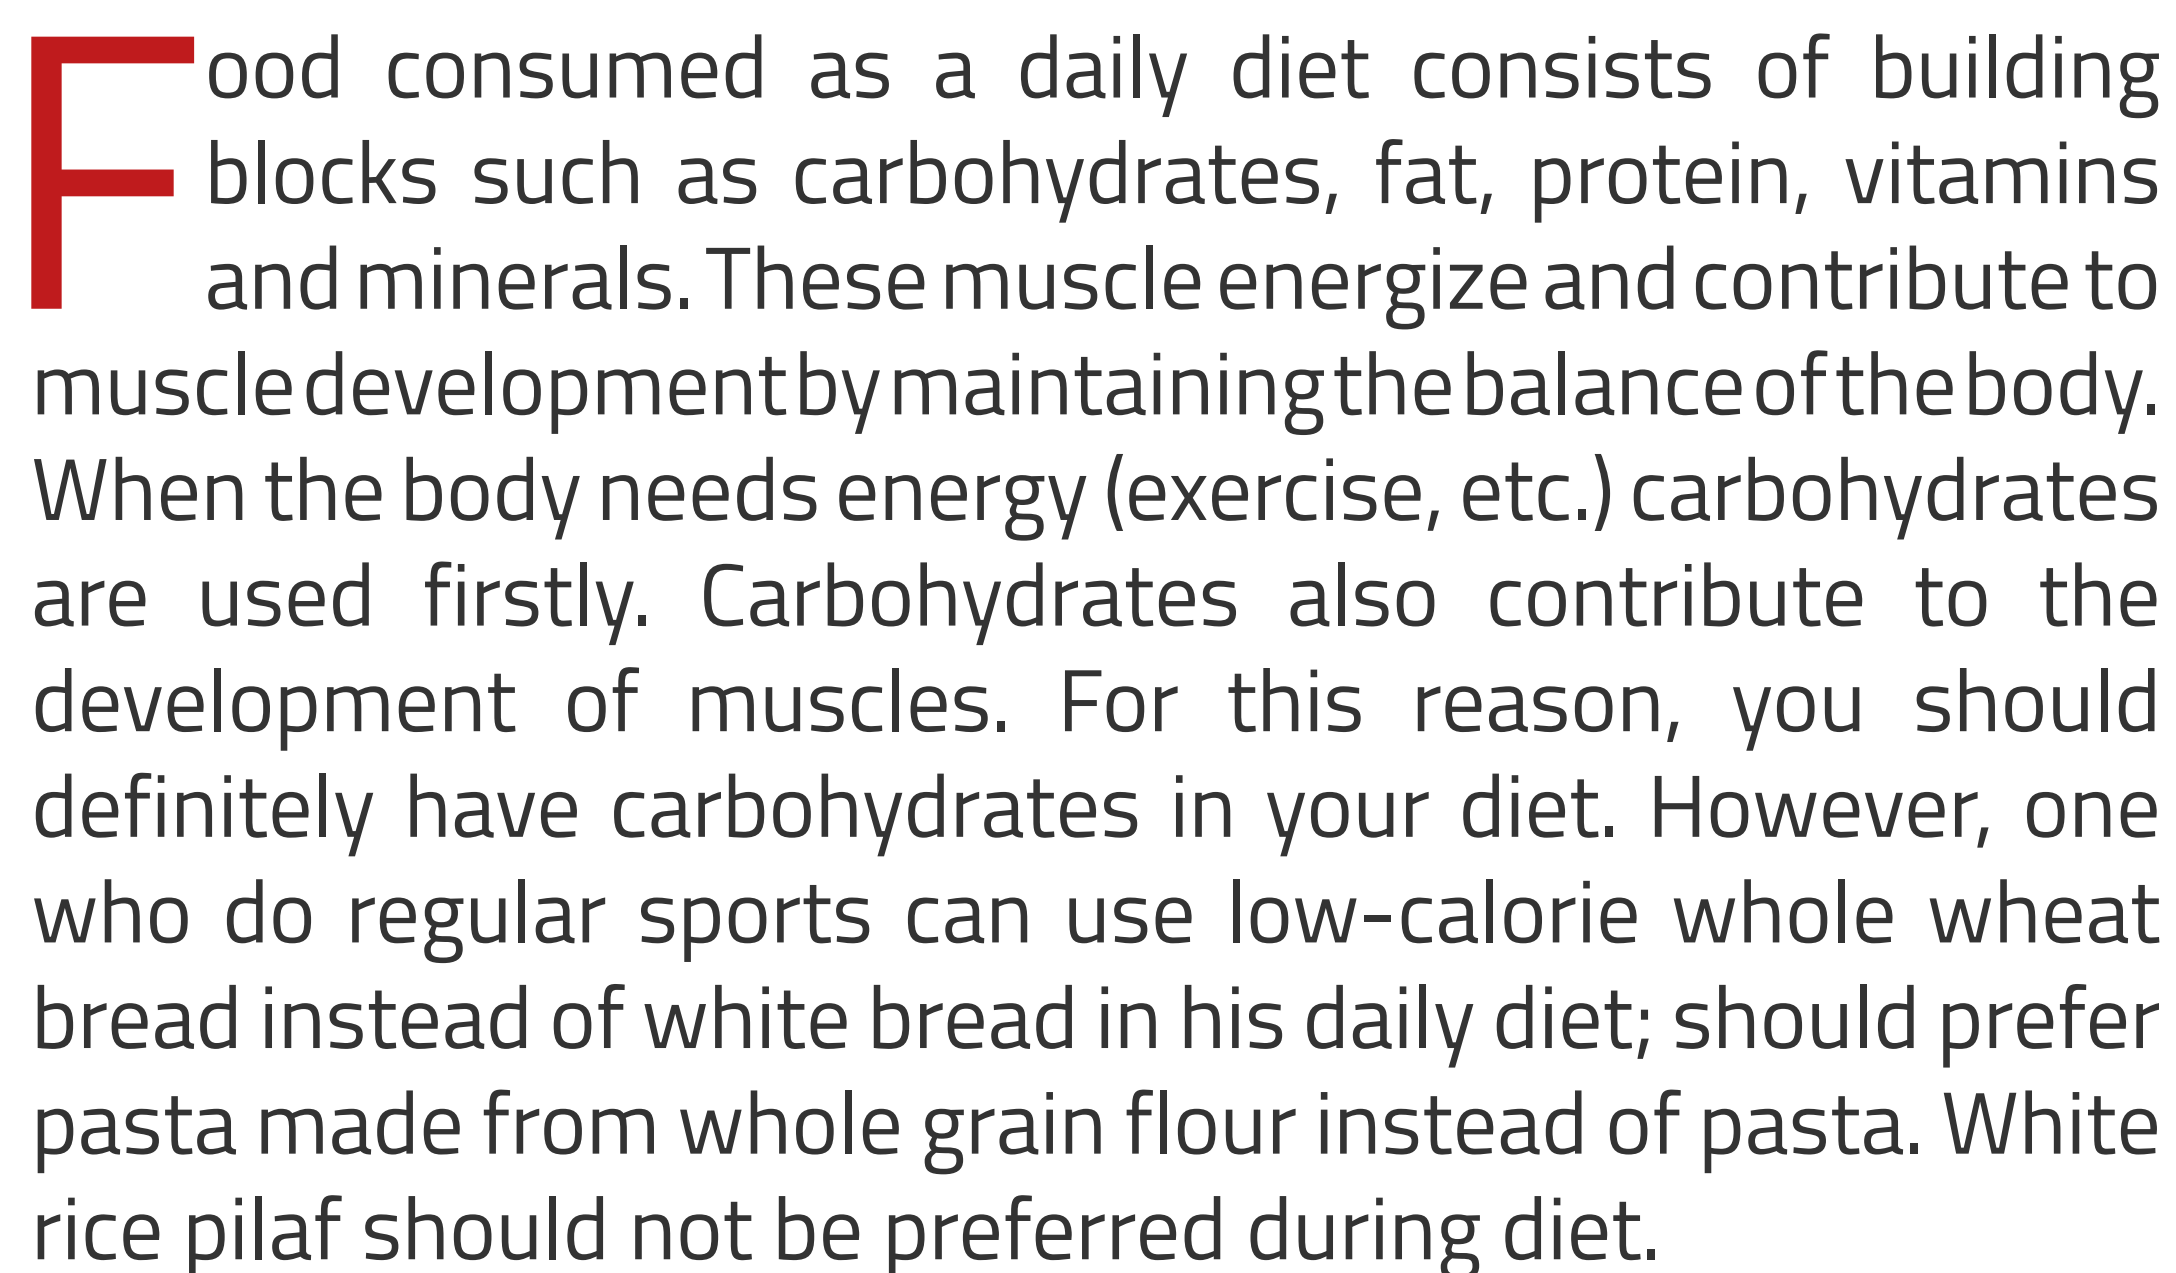 Food consumed as a daily diet consists of building
blocks such as carbohydrates, fat, protein, vitamins
and minerals. These muscle energize and contribute to
muscle development by maintaining the balance of the body.
When the body needs energy (exercise, etc.) carbohydrates
are used firstly. Carbohydrates also contribute to the
development of muscles. For this reason, you should
definitely have carbohydrates in your diet. However, one
who do regular sports can use low-calorie whole wheat
bread instead of white bread in his daily diet; should prefer
pasta made from whole grain flour instead of pasta. White
rice pilaf should not be preferred during diet.